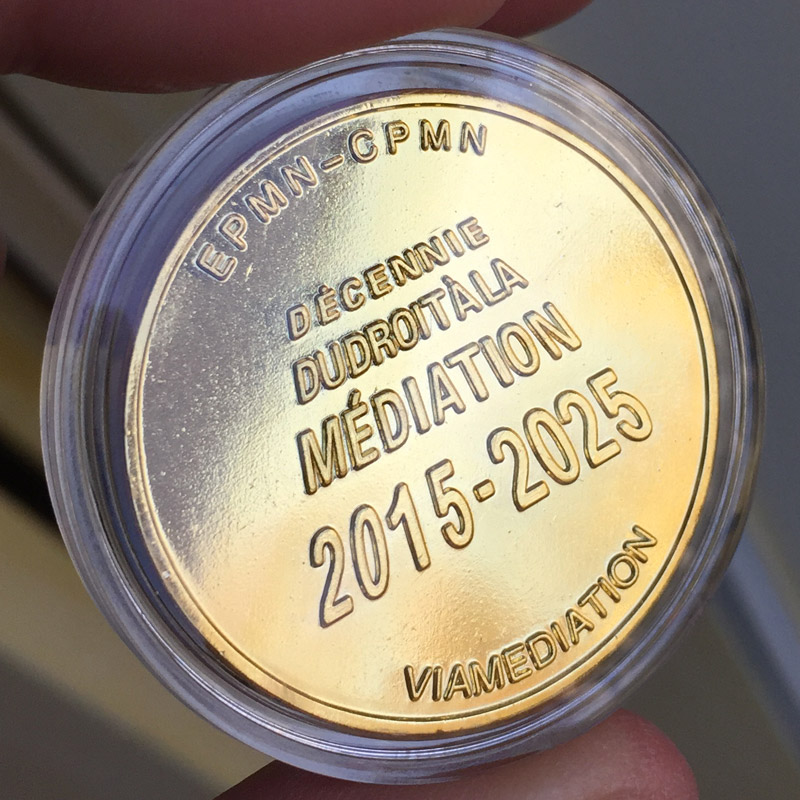 EPMN-CPMN
DÉCENNIE
DUDROITÀLA
MÉDIATION
2015-2025
VIAMEDIATION